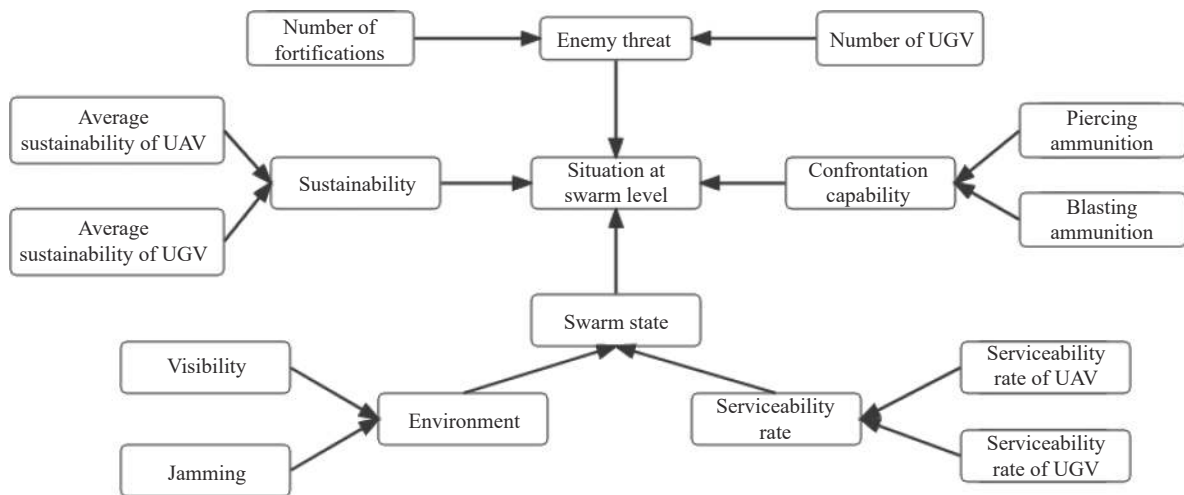 Number of
fortifications
Enemy threat
Number of UGV
Average
sustainability of UAV
Sustainability
Average
sustainability of UGV
Situation at
swarm level
Confrontation
capability
Piercing
ammunition
Blasting
ammunition
Swarm state
Visibility
Environment
Jamming
Serviceability
rate
Serviceability
rate of UAV
Serviceability
rate of UGV